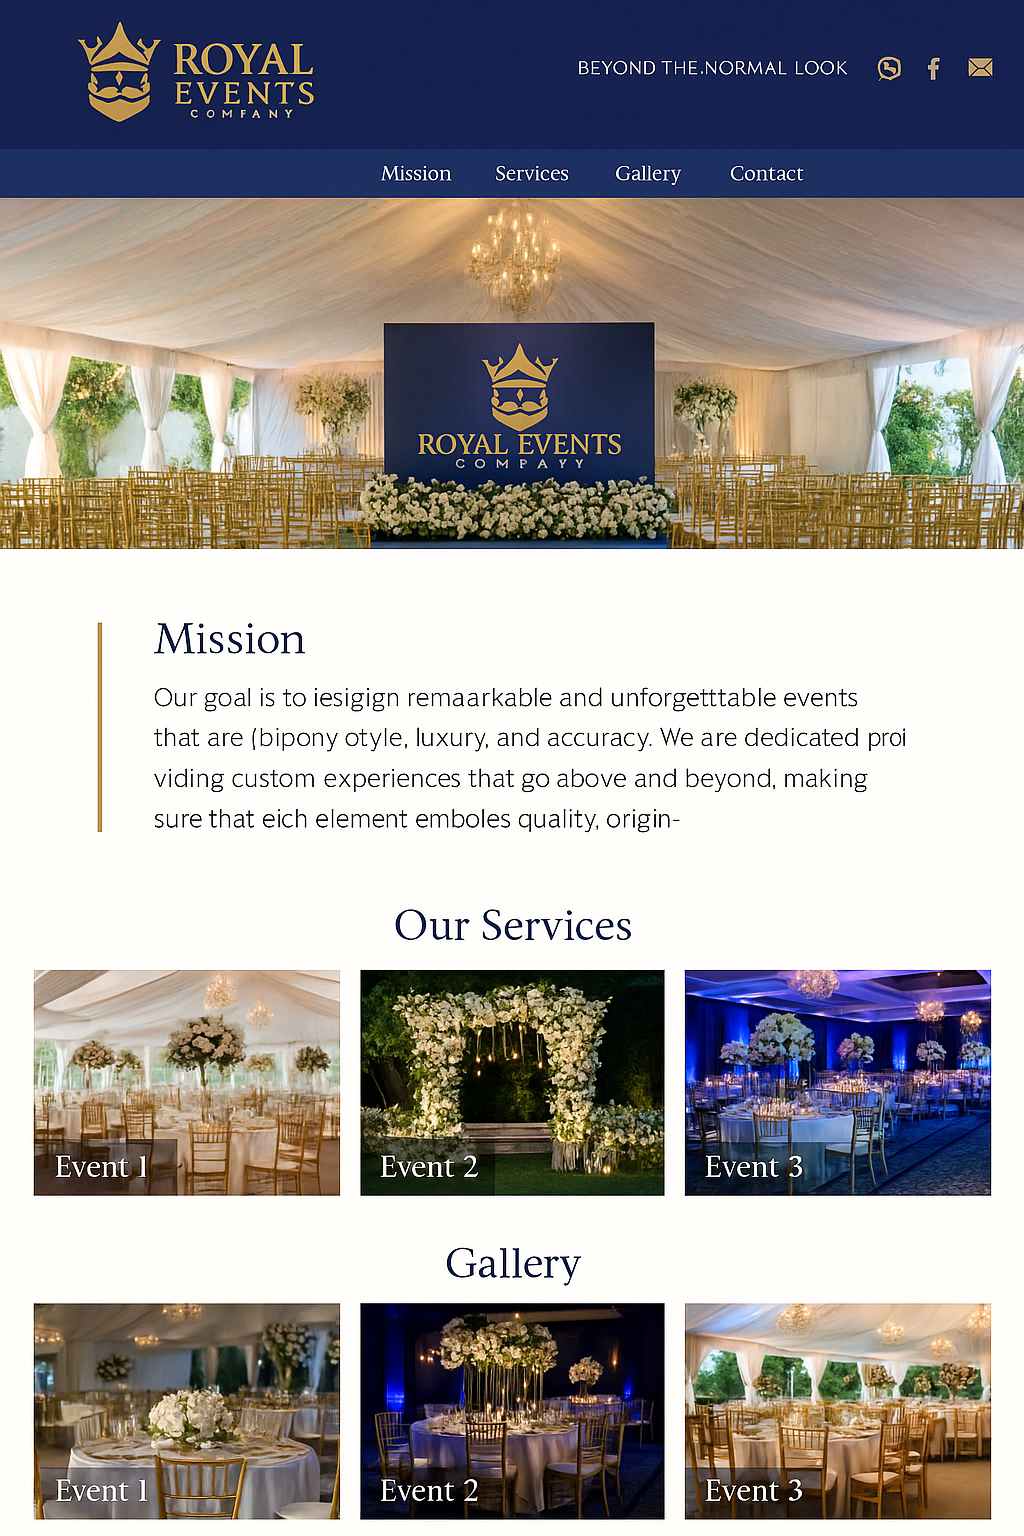 ROYAL
EVENTS
COMPANY
BEYOND THE.NORMAL LOOK
Mission Services Gallery Contact
ROYAL EVENTS
COMPAYY
Mission
Our goal is to iesigign remaarkable and unforgetttable events
that are (bipony otyle, luxury, and accuracy. We are dedicated proi
viding custom experiences that go above and beyond, making
sure that eich element emboles quality, origin-
Our Services
Event 1
Event 2
Event 3
Gallery
Event 1
Event 2
Event 3